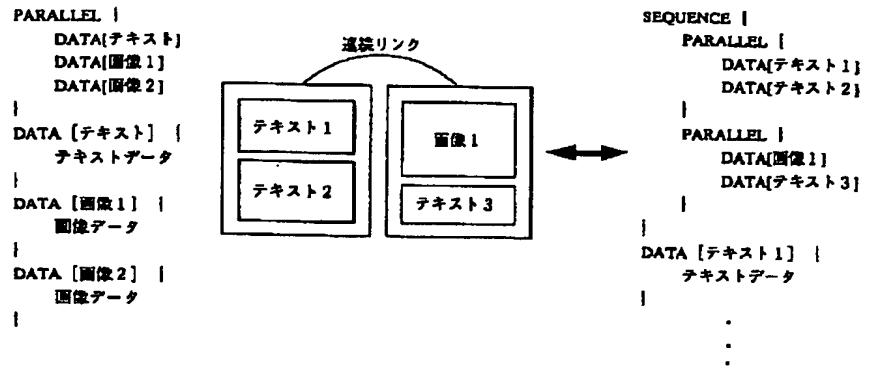 PARALLEL {
DATA[テキスト]
DATA[画像1]
DATA[画像2]
}
DATA [テキスト] {
テキストデータ
}
DATA [画像1] {
画像データ
}
DATA [画像2] {
画像データ
}
連続リンク
テキスト1
テキスト2
画像1
テキスト3
SEQUENCE {
PARALLEL {
DATA[テキスト1]
DATA[テキスト2]
}
PARALLEL {
DATA[画像1]
DATA[テキスト3]
}
}
DATA [テキスト1] {
テキストデータ
}
.
.
.